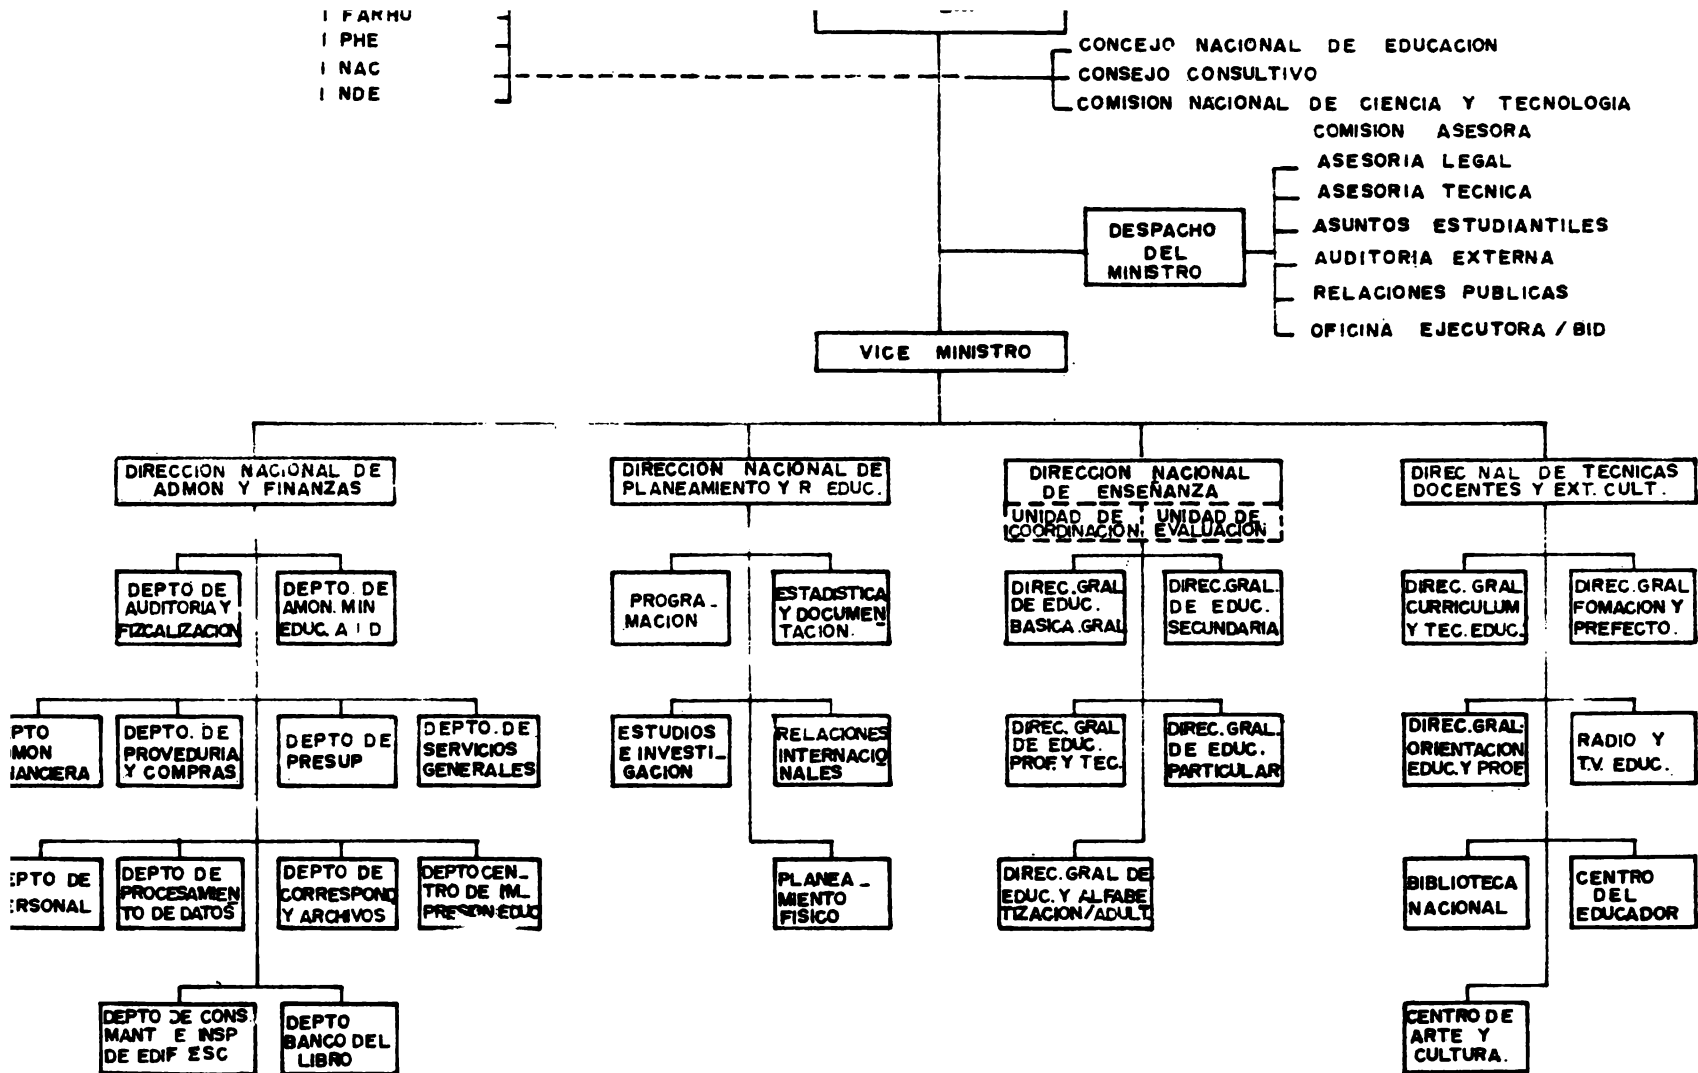 I FARHU
I PHE
I NAC
I NDE
CONCEJO NACIONAL DE EDUCACION
CONSEJO CONSULTIVO
COMISION NACIONAL DE CIENCIA Y TECNOLOGIA
COMISION ASESORA
ASESORIA LEGAL
ASESORIA TECNICA
ASUNTOS ESTUDIANTILES
AUDITORIA EXTERNA
RELACIONES PUBLICAS
OFICINA EJECUTORA / BID
DESPACHO
DEL
MINISTRO
VICE MINISTRO
DIRECCION NACIONAL DE
ADMON Y FINANZAS
DIRECCION NACIONAL DE
PLANEAMIENTO Y R EDUC.
DIRECCION NACIONAL
DE ENSEÑANZA
UNIDAD DE
COORDINACION
UNIDAD DE
EVALUACION
DIREC NAL DE TECNICAS
DOCENTES Y EXT. CULT.
DEPTO DE
AUDITORIA Y
FIZCALIZACION
DEPTO. DE
AMON. MIN
EDUC. A I D
PROGRA_
MACION
ESTADISTICA
Y DOCUMEN
TACION.
DIREC. GRAL
DE EDUC.
BASICA. GRAL
DIREC. GRAL.
DE EDUC.
SECUNDARIA
DIREC. GRAL
CURRICULUM
Y TEC. EDUC.
DIREC. GRAL
FOMACION Y
PREFECTO.
EPTO
MON
NANCIERA
DEPTO. DE
PROVEDURIA
Y COMPRAS
DEPTO DE
PRESUP
DEPTO. DE
SERVICIOS
GENERALES
ESTUDIOS
E INVESTI_
GACION
RELACIONES
INTERNACIO
NALES
DIREC. GRAL
DE EDUC.
PROF. Y TEC.
DIREC. GRAL.
DE EDUC.
PARTICULAR
DIREC. GRAL.
ORIENTACION
EDUC. Y PROF
RADIO Y
T.V. EDUC.
EPTO DE
ERSONAL
DEPTO DE
PROCESAMIEN
TO DE DATOS
DEPTO DE
CORRESPOND
Y ARCHIVOS
DEPTO CEN_
TRO DE IM_
PRESON. EDUC
PLANEA_
MIENTO
FISICO
DIREC. GRAL DE
EDUC. Y ALFABE
TIZACION/ADULT.
BIBLIOTECA
NACIONAL
CENTRO
DEL
EDUCADOR
DEPTO DE CONS
MANT E INSP
DE EDIF ESC
DEPTO
BANCO DEL
LIBRO
CENTRO DE
ARTE Y
CULTURA.